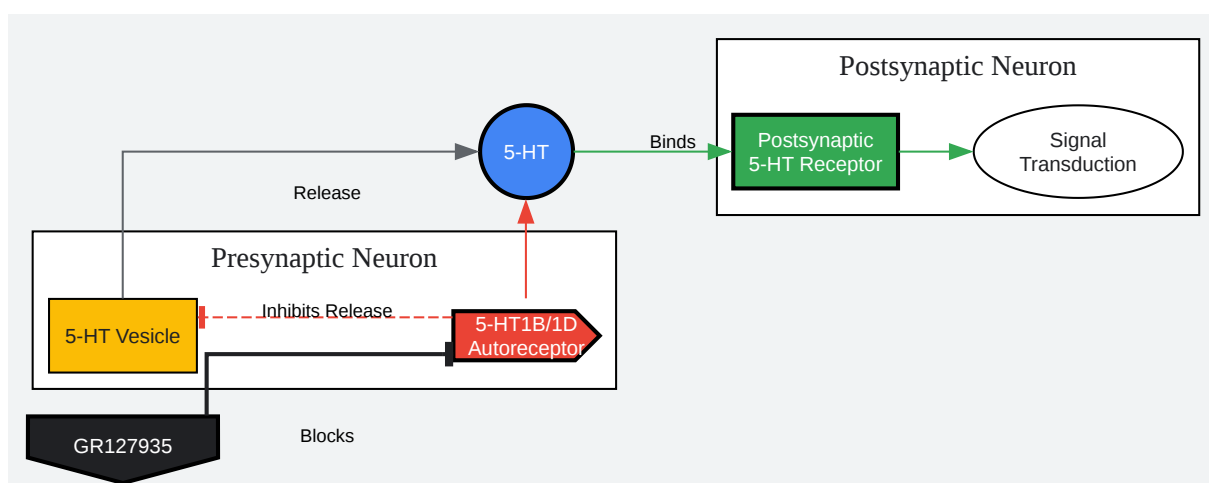 Postsynaptic Neuron
5-HT
Binds
Postsynaptic
5-HT Receptor
Signal
Transduction
Release
Presynaptic Neuron
5-HT Vesicle
Inhibits Release
5-HT1B/1D
Autoreceptor
GR127935
Blocks